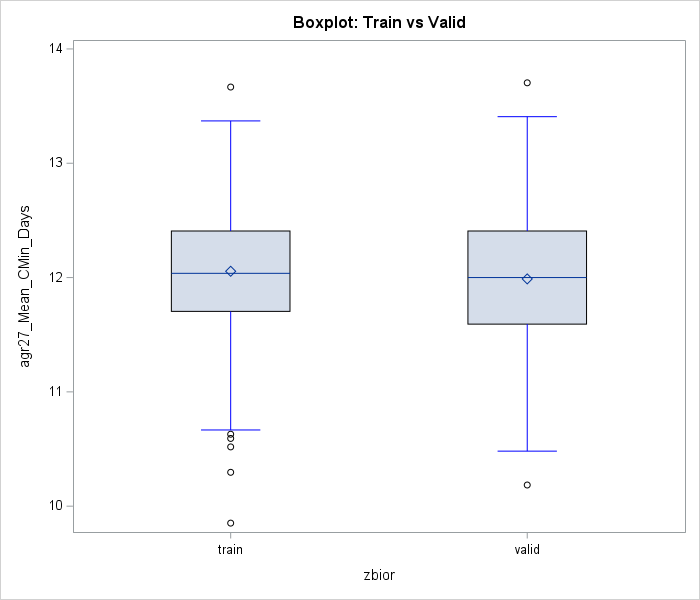 Boxplot: Train vs Valid
14
13
12
11
10
agr27_Mean_CMin_Days
train
valid
zbior